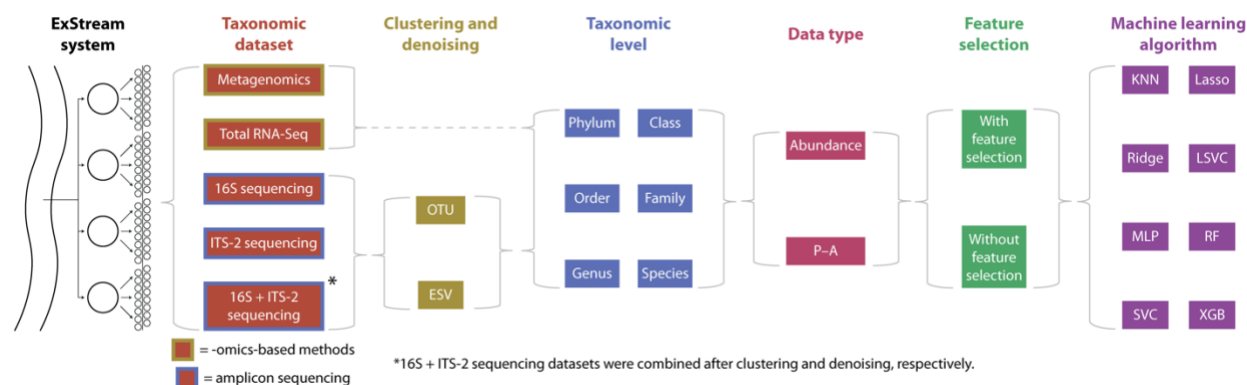 ExStream
system
Taxonomic
dataset
Clustering and
denoising
Taxonomic
level
Data type
Feature
selection
Machine learning
algorithm
Metagenomics
Total RNA-Seq
16S sequencing
ITS-2 sequencing
16S + ITS-2
sequencing
*
OTU
ESV
Phylum
Class
Order
Family
Genus
Species
Abundance
P–A
With
feature
selection
Without
feature
selection
KNN
Lasso
Ridge
LSVC
MLP
RF
SVC
XGB
= -omics-based methods
= amplicon sequencing
*16S + ITS-2 sequencing datasets were combined after clustering and denoising, respectively.